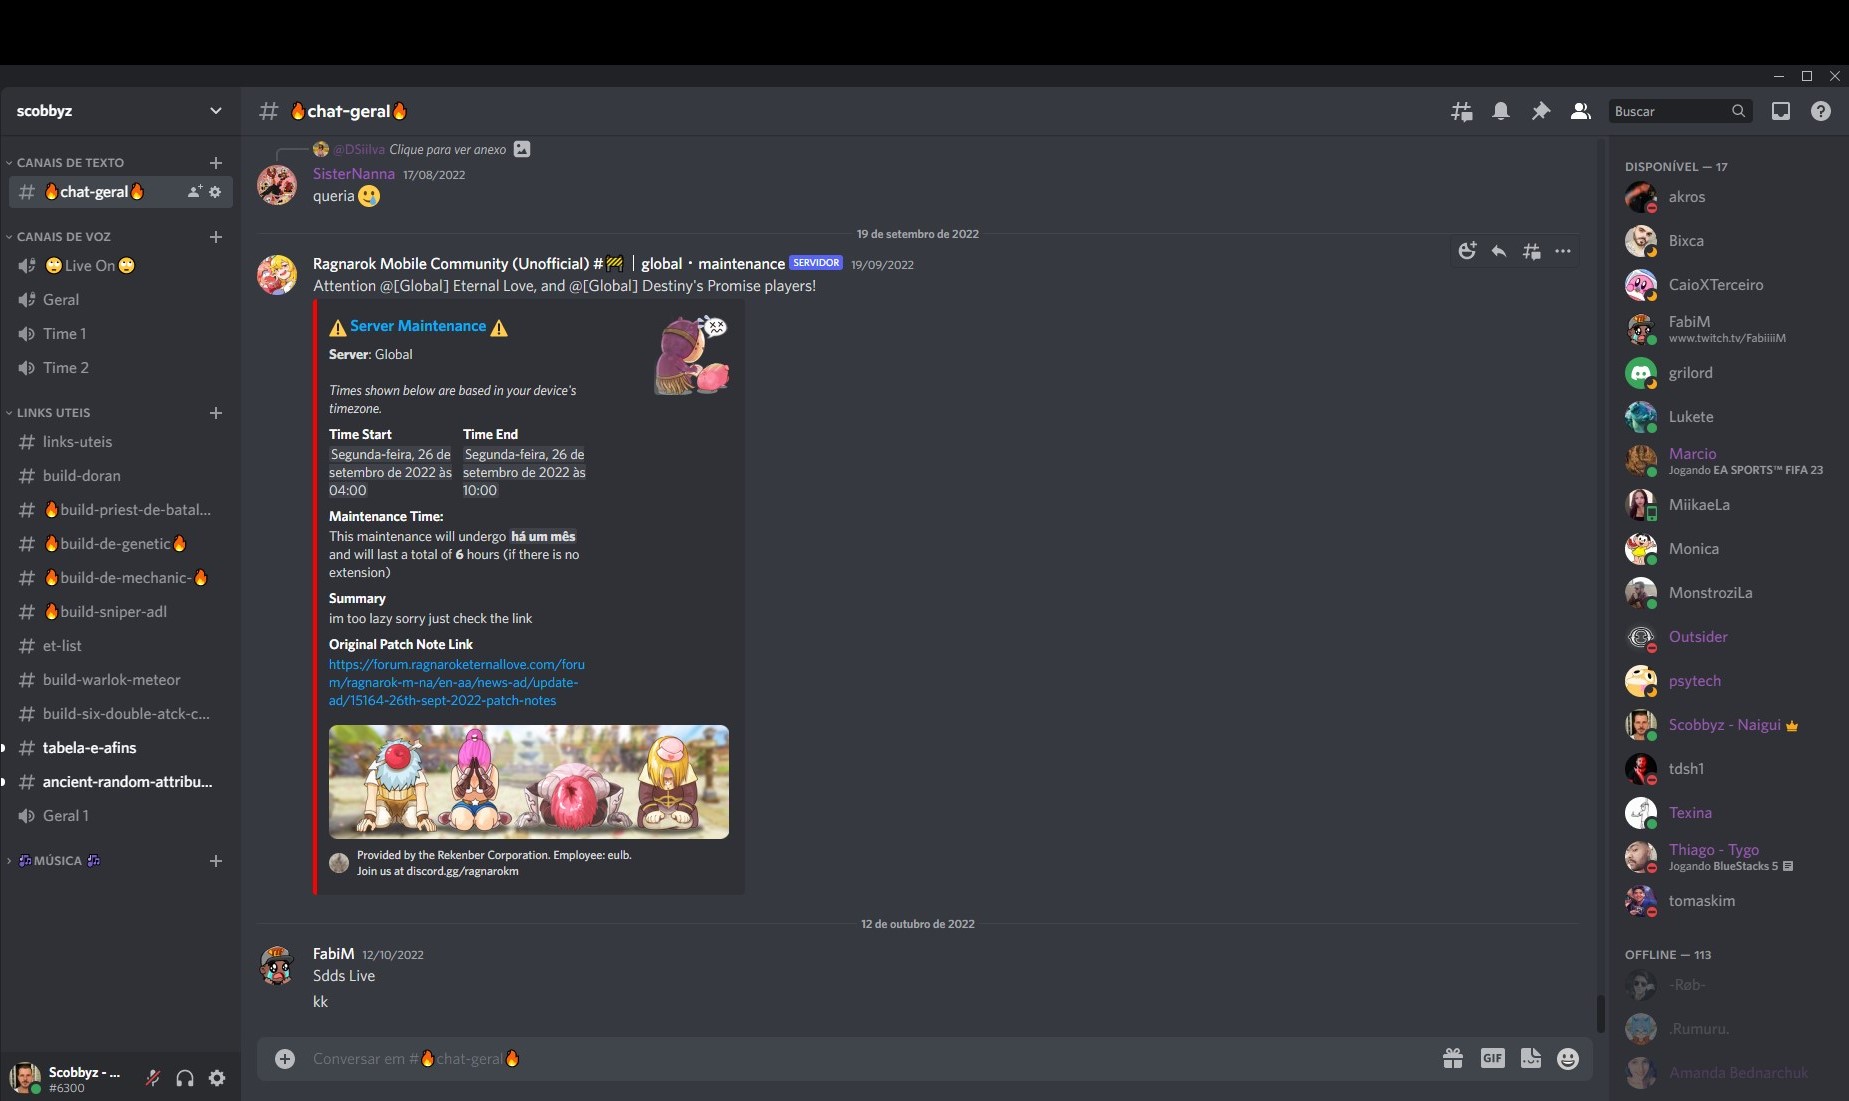 scobbyz
CANAIS DE TEXTO
# 🔥chat-geral🔥
CANAIS DE VOZ
🙄Live On🙄
Geral
Time 1
Time 2
LINKS UTEIS
# links-uteis
# build-doran
# 🔥build-priest-de-batal...
# 🔥build-de-genetic🔥
# 🔥build-de-mechanic-🔥
# 🔥build-sniper-adl
# et-list
# build-warlok-meteor
# build-six-double-atck-c...
# tabela-e-afins
# ancient-random-attribu...
Geral 1
🎶MÚSICA🎶
Scobbyz - ...
#6300
# 🔥chat-geral🔥
Buscar
@DSiilva Clique para ver anexo
SisterNanna 17/08/2022
queria 🥲
19 de setembro de 2022
Ragnarok Mobile Community (Unofficial) #🚧 | global・maintenance SERVIDOR 19/09/2022
Attention @[Global] Eternal Love, and @[Global] Destiny's Promise players!
⚠️ Server Maintenance ⚠️
Server: Global
Times shown below are based in your device's
timezone.
Time Start Time End
Segunda-feira, 26 de Segunda-feira, 26 de
setembro de 2022 às setembro de 2022 às
04:00 10:00
Maintenance Time:
This maintenance will undergo há um mês
and will last a total of 6 hours (if there is no
extension)
Summary
im too lazy sorry just check the link
Original Patch Note Link
https://forum.ragnaroketernallove.com/foru
m/ragnarok-m-na/en-aa/news-ad/update-
ad/15164-26th-sept-2022-patch-notes
Provided by the Rekenber Corporation. Employee: eulb.
Join us at discord.gg/ragnarokm
12 de outubro de 2022
FabiM 12/10/2022
Sdds Live
kk
Conversar em #🔥chat-geral🔥
GIF
DISPONÍVEL — 17
akros
Bixca
CaioXTerceiro
FabiM
www.twitch.tv/FabiiiiM
grilord
Lukete
Marcio
Jogando EA SPORTS™ FIFA 23
MiikaeLa
Monica
MonstroziLa
Outsider
psytech
Scobbyz - Naigui
tdsh1
Texina
Thiago - Tygo
Jogando BlueStacks 5
tomaskim
OFFLINE — 113
-Røb-
.Rumuru.
Amanda Bednarchuk